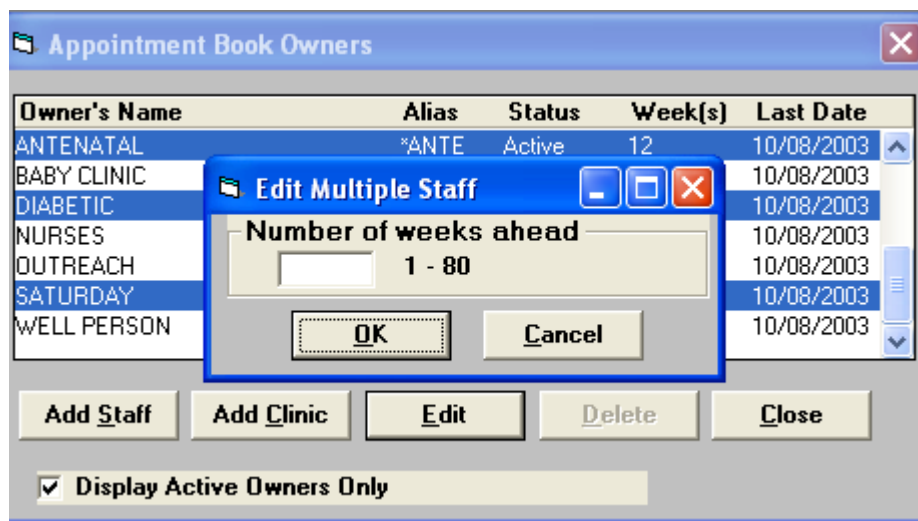 Appointment Book Owners
Owner's Name Alias Status Week(s) Last Date
ANTENATAL *ANTE Active 12 10/08/2003
BABY CLINIC 10/08/2003
DIABETIC 10/08/2003
NURSES 10/08/2003
OUTREACH 10/08/2003
SATURDAY 10/08/2003
WELL PERSON 10/08/2003
Edit Multiple Staff
Number of weeks ahead
1 - 80
OK Cancel
Add Staff Add Clinic Edit Delete Close
Display Active Owners Only